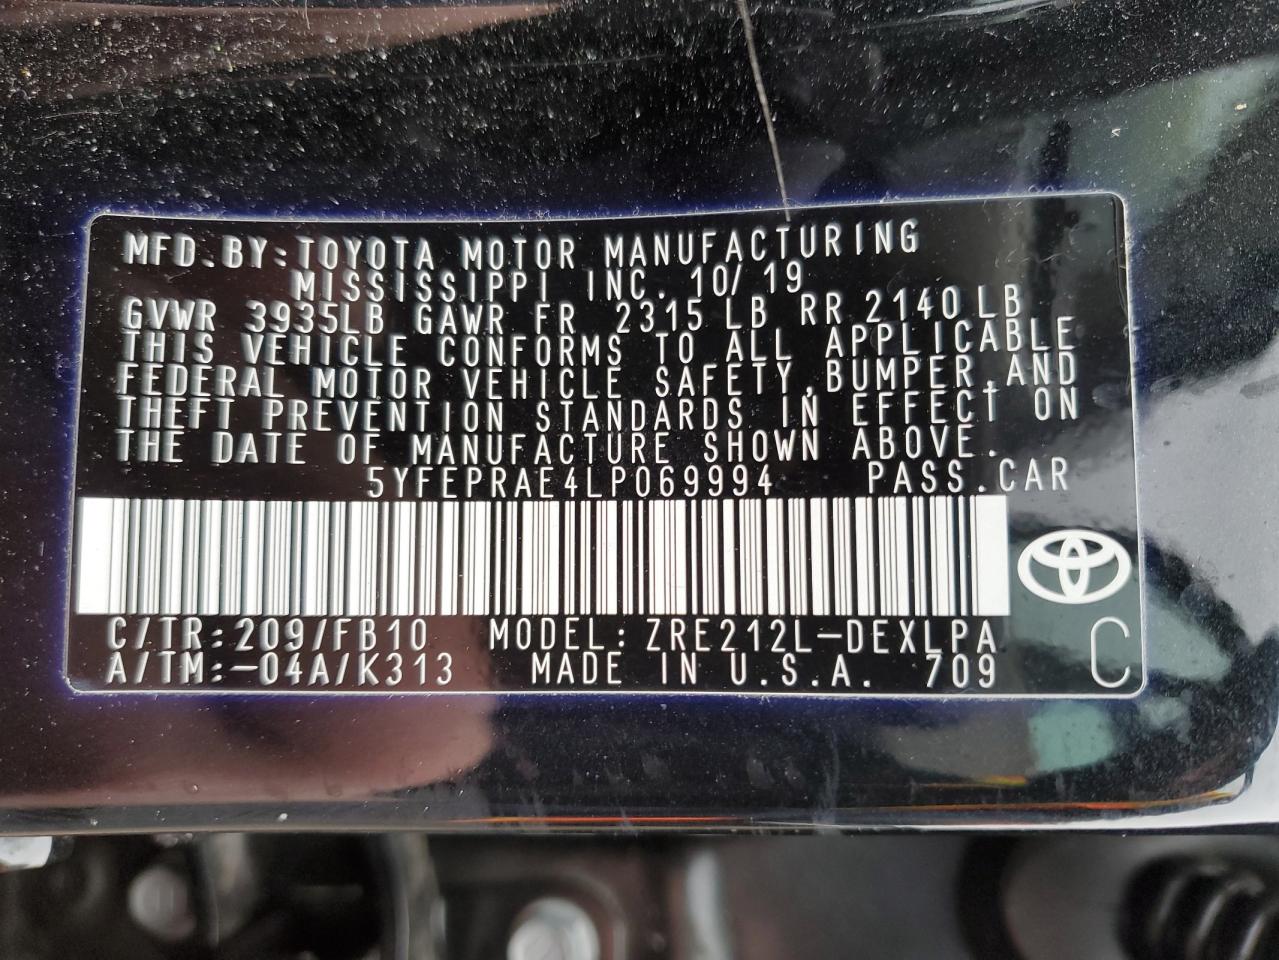 MFD.BY:TOYOTA MOTOR MANUFACTURING
MISSISSIPPI INC. 10/19
GVWR 3935LB GAWR FR 2315 LB RR 2140 LB
THIS VEHICLE CONFORMS TO ALL APPLICABLE
FEDERAL MOTOR VEHICLE SAFETY, BUMPER, AND
THEFT PREVENTION STANDARDS IN EFFECT ON
THE DATE OF MANUFACTURE SHOWN ABOVE.
5YFEPRAE4LP069994 PASS.CAR
C/TR:209/FB10 MODEL:ZRE212L-DEXLPA
A/TM:-04A/K313 MADE IN U.S.A. 709 C